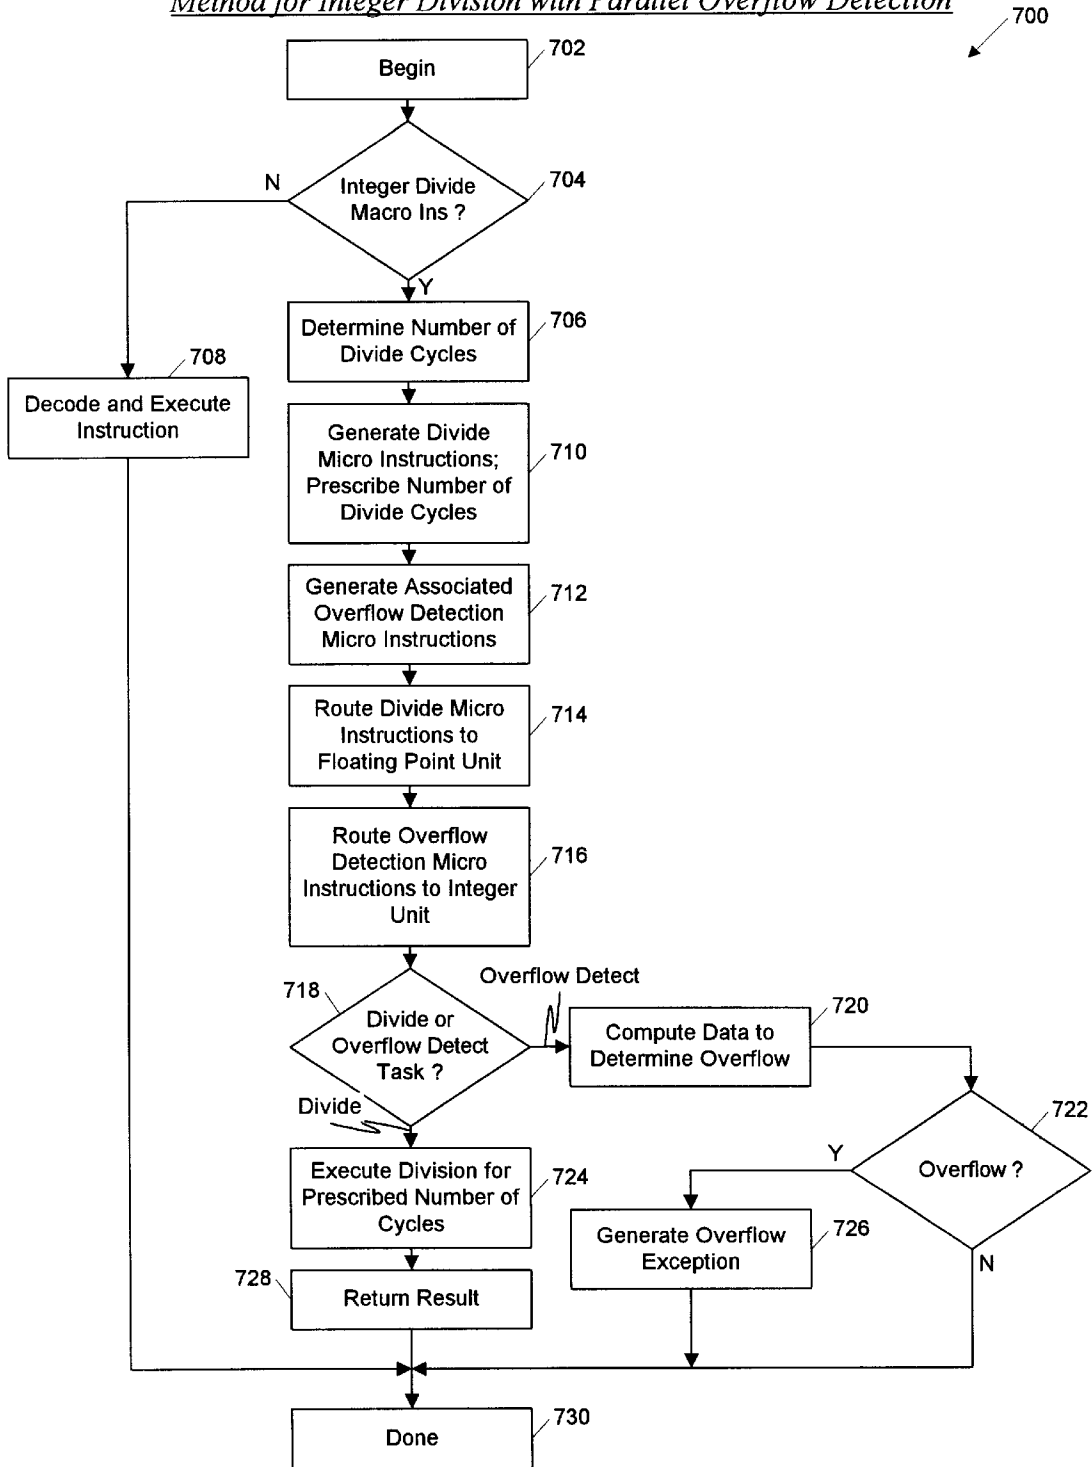 Method for Integer Division with Parallel Overflow Detection
700
702
Begin
704
Integer Divide
Macro Ins ?
N
Y
706
Determine Number of
Divide Cycles
708
Decode and Execute
Instruction
710
Generate Divide
Micro Instructions;
Prescribe Number of
Divide Cycles
712
Generate Associated
Overflow Detection
Micro Instructions
714
Route Divide Micro
Instructions to
Floating Point Unit
716
Route Overflow
Detection Micro
Instructions to Integer
Unit
718
Divide or
Overflow Detect
Task ?
Overflow Detect
720
Compute Data to
Determine Overflow
Divide
722
Overflow ?
Y
N
724
Execute Division for
Prescribed Number of
Cycles
726
Generate Overflow
Exception
728
Return Result
730
Done